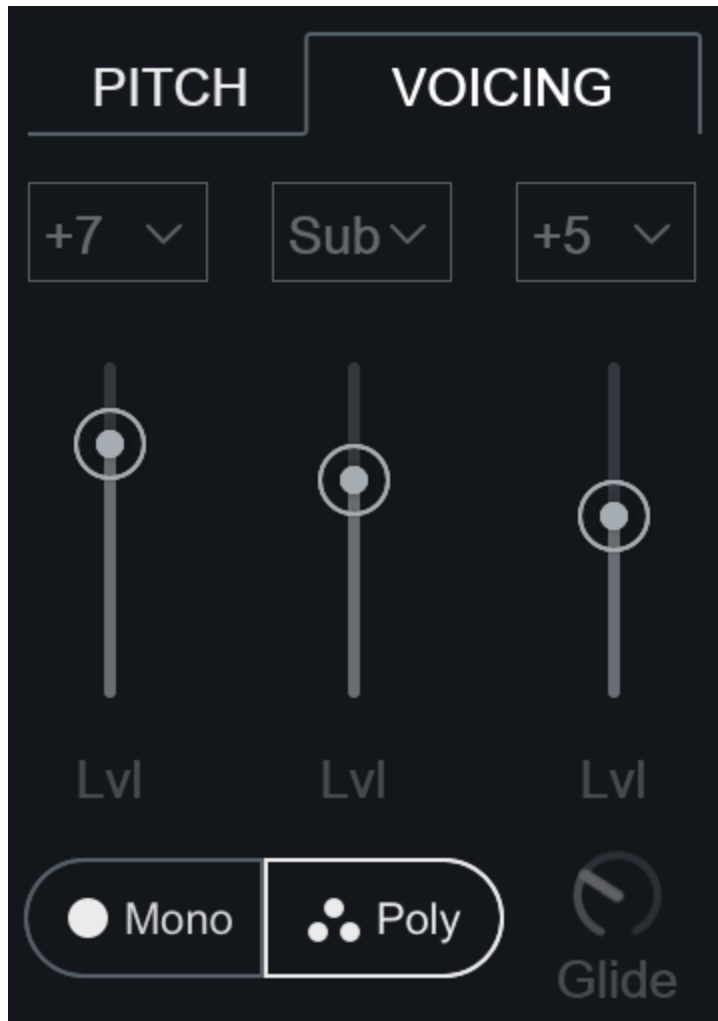 PITCH VOICING
+7 Sub +5
Lvl Lvl Lvl
Mono Poly
Glide